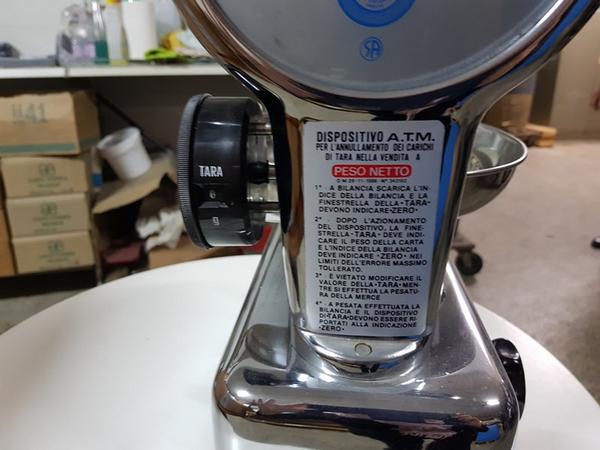 H41
TARA
g
DISPOSITIVO A.T.M.
PER L'ANNULLAMENTO DEI CARICHI
DI TARA NELLA VENDITA A
PESO NETTO
1°- A BILANCIA SCARICA L'IN-
DICE DELLA BILANCIA E LA
FINESTRELLA DELLA-TARA-
DEVONO INDICARE-ZERO-
2°- DOPO L'AZIONAMENTO
DEL DISPOSITIVO, LA FINE-
STRELLA-TARA-DEVE INDI-
CARE IL PESO DELLA CARTA
E L'INDICE DELLA BILANCIA
DEVE INDICARE-ZERO-NEI
LIMITI DELL'ERRORE MASSIMO
TOLLERATO.
3°- È VIETATO MODIFICARE IL
VALORE DELLA-TARA-MEN-
TRE SI EFFETTUA LA PESATU-
RA DELLA MERCE
4°- A PESATA EFFETTUATA LA
BILANCIA E IL DISPOSITIVO
DI-TARA-DEVONO ESSERE RI-
PORTATI ALLA INDICAZIONE
-ZERO-